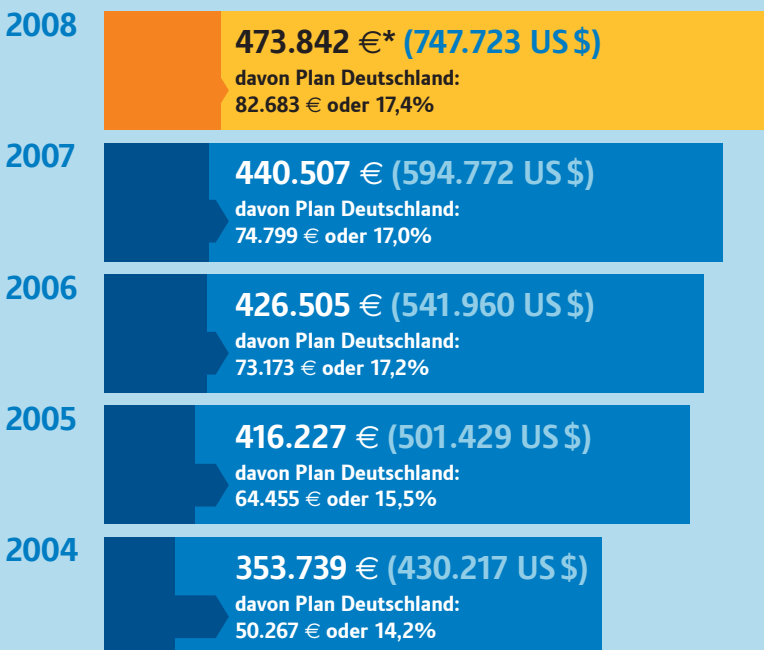 2008
473.842 €* (747.723 US $)
davon Plan Deutschland:
82.683 € oder 17,4%
2007
440.507 € (594.772 US $)
davon Plan Deutschland:
74.799 € oder 17,0%
2006
426.505 € (541.960 US $)
davon Plan Deutschland:
73.173 € oder 17,2%
2005
416.227 € (501.429 US $)
davon Plan Deutschland:
64.455 € oder 15,5%
2004
353.739 € (430.217 US $)
davon Plan Deutschland:
50.267 € oder 14,2%